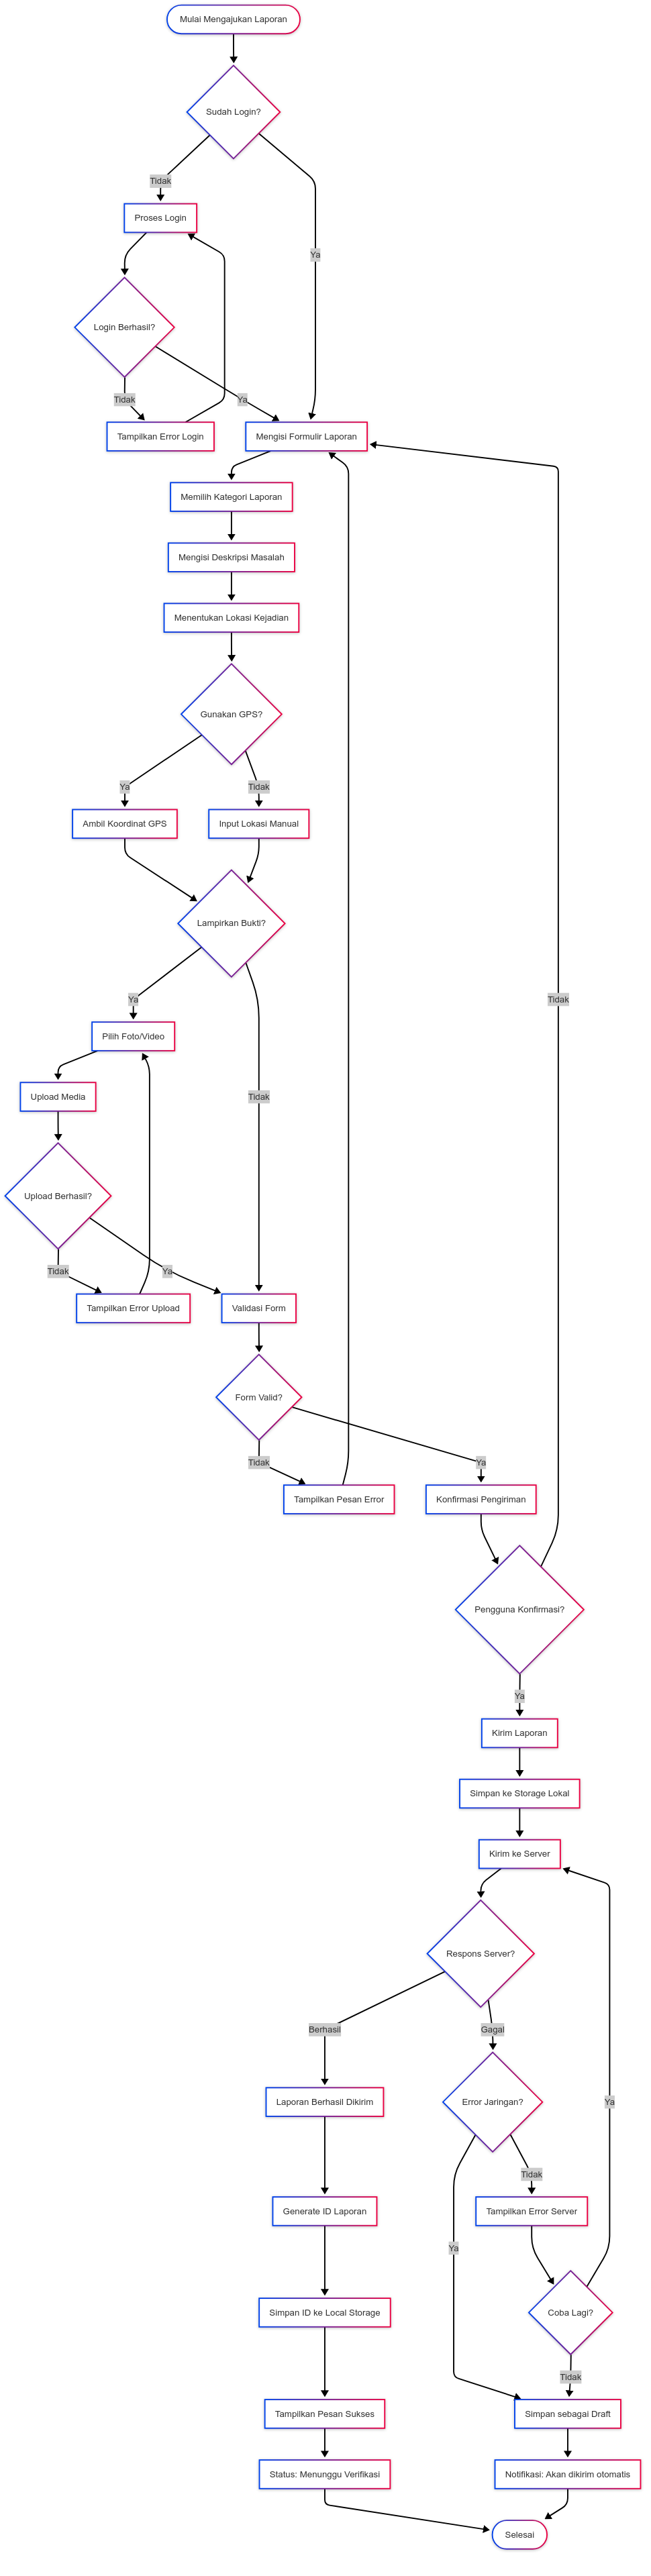 Mulai Mengajukan Laporan
Sudah Login?
Tidak
Proses Login
Ya
Login Berhasil?
Tidak
Ya
Tampilkan Error Login
Mengisi Formulir Laporan
Memilih Kategori Laporan
Mengisi Deskripsi Masalah
Menentukan Lokasi Kejadian
Gunakan GPS?
Ya
Tidak
Ambil Koordinat GPS
Input Lokasi Manual
Lampirkan Bukti?
Ya
Tidak
Pilih Foto/Video
Upload Media
Tidak
Upload Berhasil?
Tidak
Ya
Tampilkan Error Upload
Validasi Form
Form Valid?
Tidak
Ya
Tampilkan Pesan Error
Konfirmasi Pengiriman
Pengguna Konfirmasi?
Ya
Kirim Laporan
Simpan ke Storage Lokal
Kirim ke Server
Respons Server?
Berhasil
Gagal
Laporan Berhasil Dikirim
Error Jaringan?
Ya
Tidak
Generate ID Laporan
Tampilkan Error Server
Ya
Simpan ID ke Local Storage
Coba Lagi?
Tidak
Tampilkan Pesan Sukses
Simpan sebagai Draft
Status: Menunggu Verifikasi
Notifikasi: Akan dikirim otomatis
Selesai